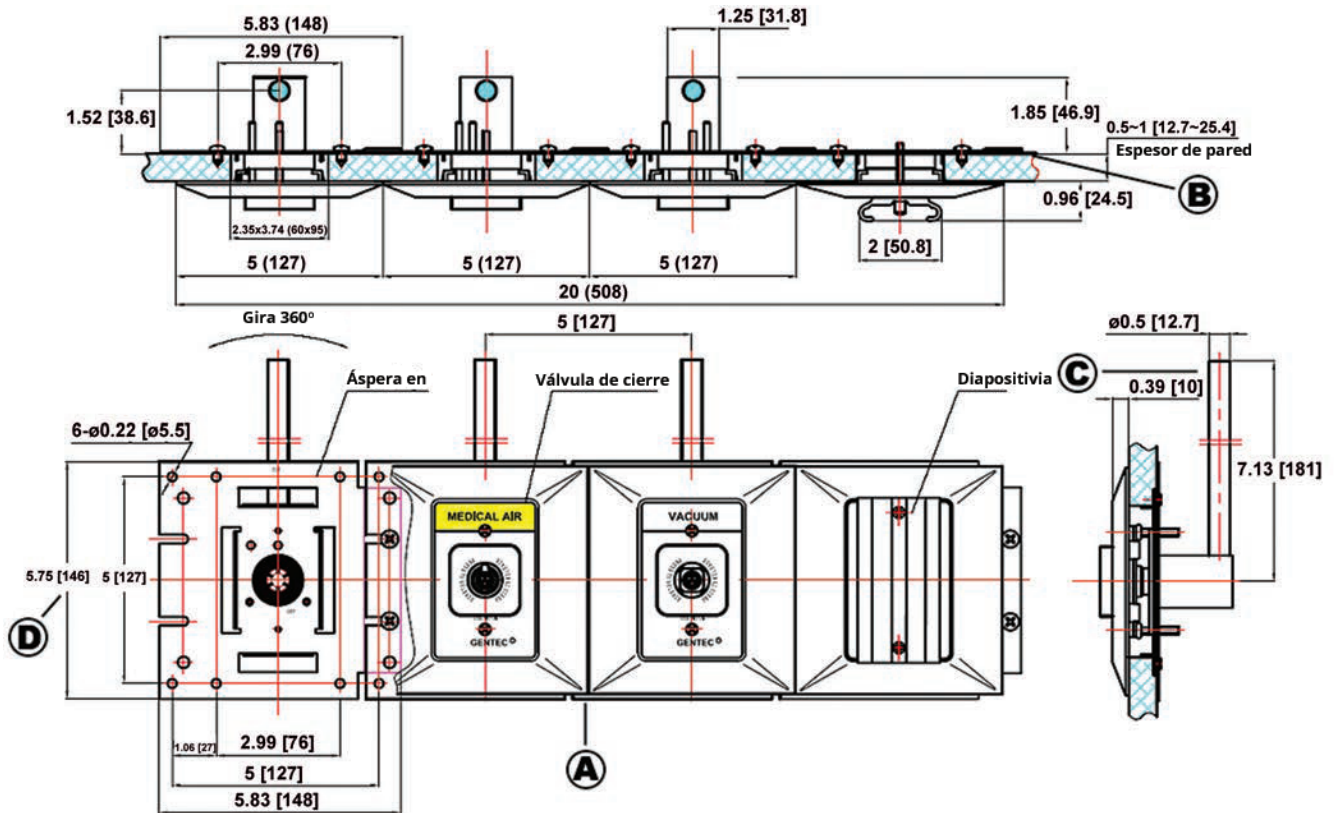 5.83 (148)
2.99 (76)
1.52 [38.6]
1.25 [31.8]
1.85 [46.9]
0.5~1 [12.7~25.4]
Espesor de pared
B
0.96 [24.5]
2.35x3.74 (60x95)
2 [50.8]
5 (127)
5 (127)
5 (127)
20 (508)
Gira 360º
5 [127]
ø0.5 [12.7]
Áspera en
Válvula de cierre
Diapositivia
C
0.39 [10]
6-ø0.22 [ø5.5]
7.13 [181]
MEDICAL AIR
VACUUM
5.75 [146]
5 [127]
D
GENTEC
GENTEC
1.06 [27]
2.99 [76]
5 [127]
5.83 [148]
A